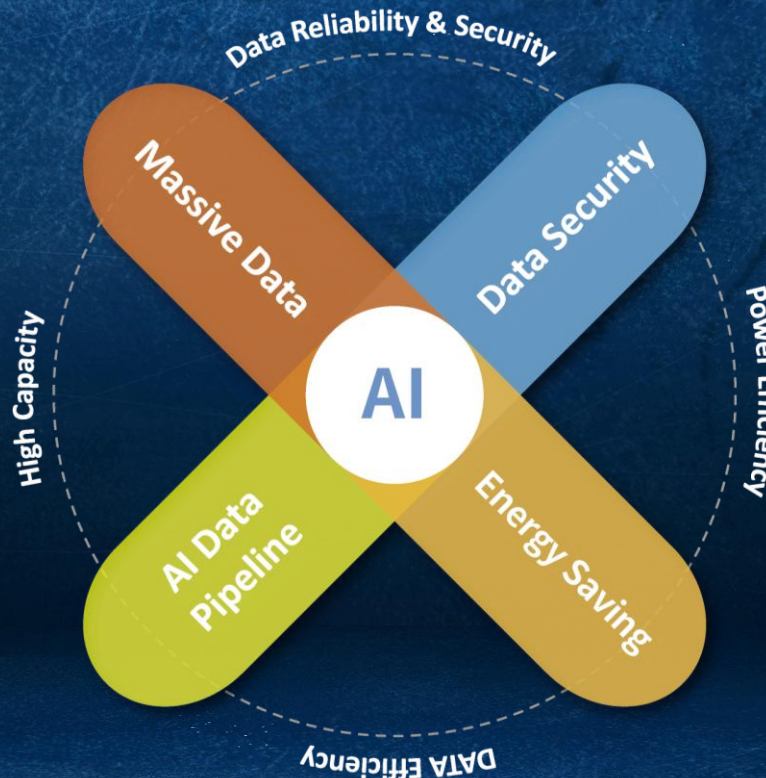 Data Reliability & Security
Massive Data
Data Security
High Capacity
AI
Power Efficiency
AI Data
Pipeline
Energy Saving
DATA Efficiency